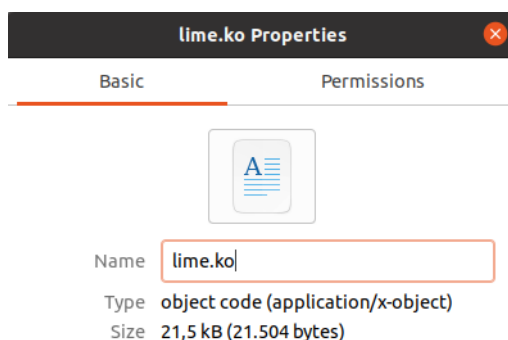 lime.ko Properties
Basic Permissions
A
Name lime.ko
Type object code (application/x-object)
Size 21,5 kB (21.504 bytes)